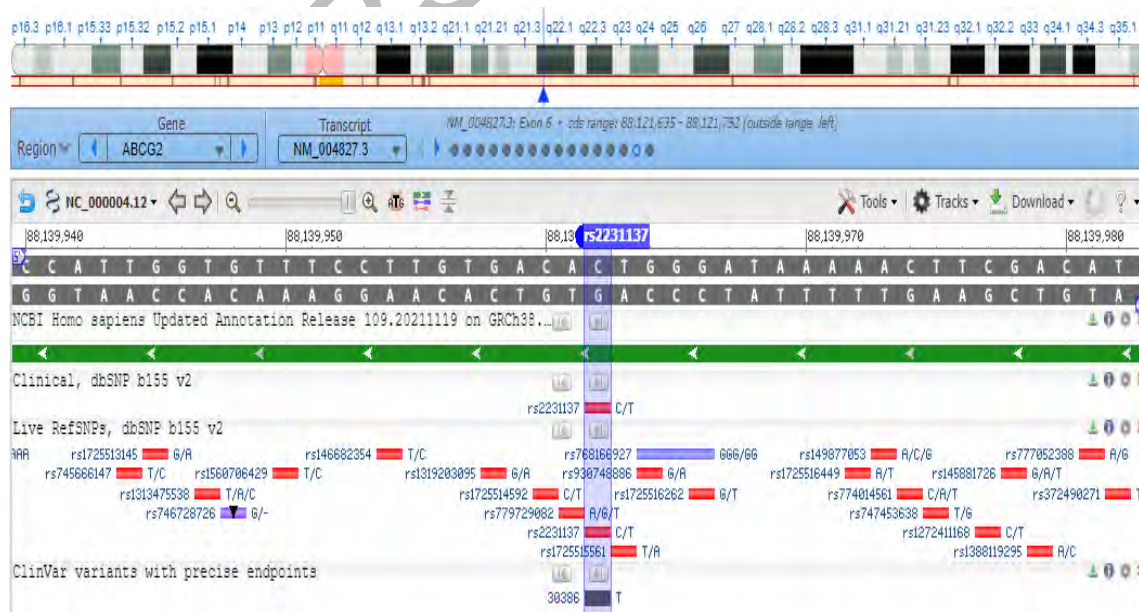 p16.3 p16.1 p15.33 p15.32 p15.2 p15.1 p14 p13 p12 p11 q11 q12 q13.1 q13.2 q21.1 q21.21 q21.3 q22.1 q22.3 q23 q24 q25 q26 q27 q28.1 q28.2 q28.3 q31.1 q31.21 q31.23 q32.1 q32.2 q33 q34.1 q34.3 q35.1
Gene Transcript NM_004827.3: Exon 6 + cds range: 88,121,635 - 88,121,792 (outside range left)
Region ABCG2 NM_004827.3
NC_000004.12 ATG Tools Tracks Download ?
88,139,940 88,139,950 88,13 rs2231137 88,139,970 88,139,980
C C A T T G G T G T T T C C T T G T G A C A C T G G G A T A A A A A C T T C G A C A T
G G T A A C C A C A A A G G A A C A C T G T G A C C C T A T T T T T G A A G C T G T A
NCBI Homo sapiens Updated Annotation Release 109.20211119 on GRCh38....
Clinical, dbSNP b155 v2
rs2231137 C/T
Live RefSNPs, dbSNP b155 v2
AAA rs1725513145 G/A rs146682354 T/C rs768166927 GGG/GG rs149877053 A/C/G rs777052388 A/G
rs745666147 T/C rs1560706429 T/C rs1319203095 G/A rs930748886 G/A rs1725516449 A/T rs145881726 G/A/T
rs1313475538 T/A/C rs1725514592 C/T rs1725516262 G/T rs774014561 C/A/T rs372490271
rs746728726 G/- rs779729082 A/G/T rs747453638 T/G
rs2231137 C/T rs1272411168 C/T
rs1725515561 T/A rs1388119295 A/C
ClinVar variants with precise endpoints
30386 T